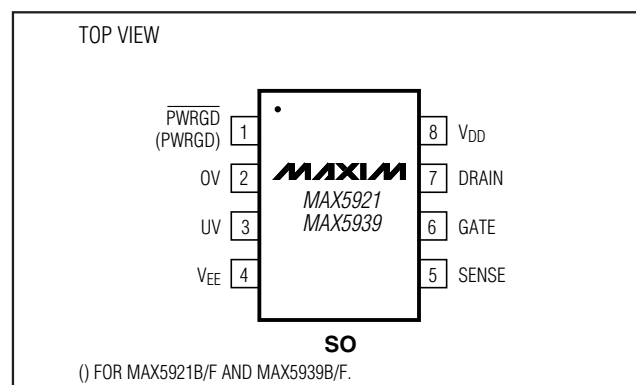 TOP VIEW
PWRGD
(PWRGD) 1
OV 2
UV 3
VEE 4
MAXIM
MAX5921
MAX5939
8 VDD
7 DRAIN
6 GATE
5 SENSE
SO
() FOR MAX5921B/F AND MAX5939B/F.